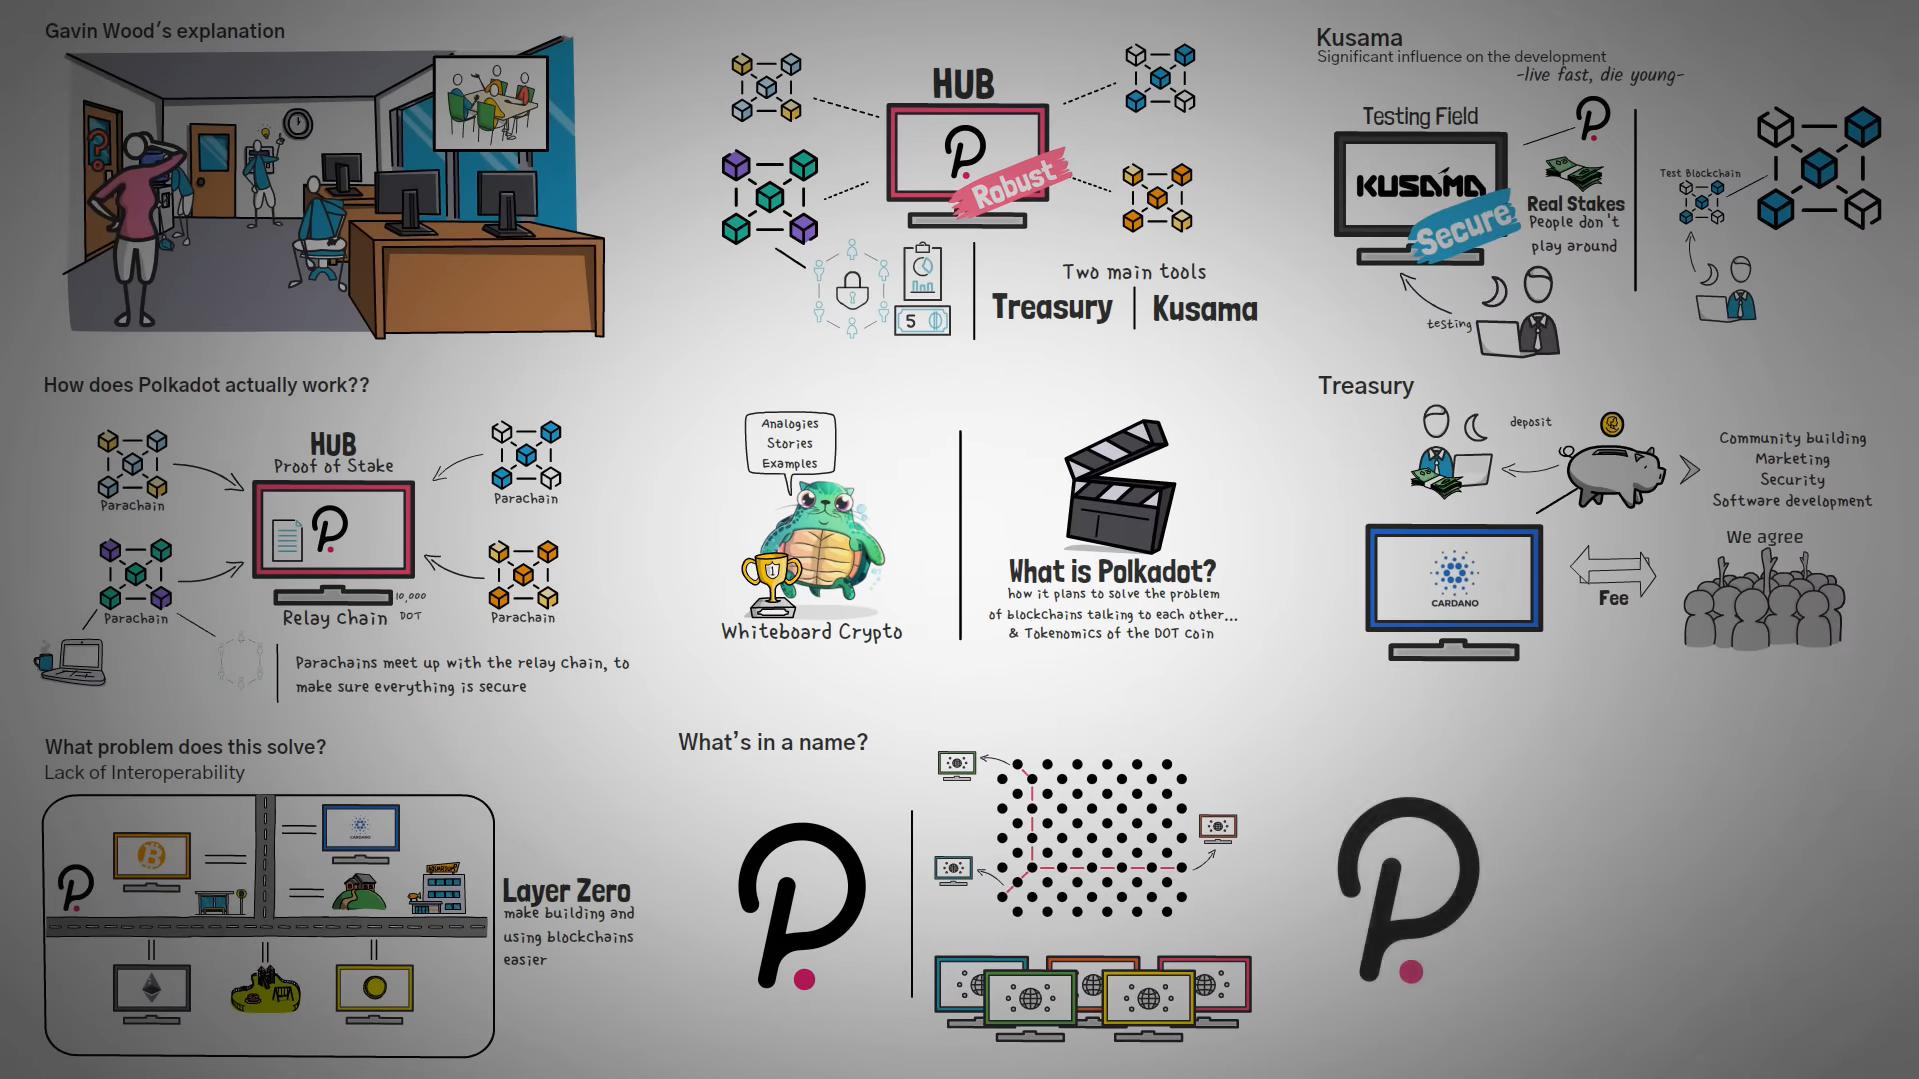 Gavin Wood's explanation
?
HUB
Robust
5
Two main tools
Treasury | Kusama
Kusama
Significant influence on the development
-live fast, die young-
Testing Field
KUSAMA
Secure
Real Stakes
People don't
play around
testing
Test Blockchain
How does Polkadot actually work??
HUB
Proof of Stake
Parachain
Parachain
Parachain
Parachain
10,000
DOT
Relay chain
Parachains meet up with the relay chain, to
make sure everything is secure
Analogies
Stories
Examples
1
Whiteboard Crypto
What is Polkadot?
how it plans to solve the problem
of blockchains talking to each other...
& Tokenomics of the DOT coin
Treasury
deposit
Community building
Marketing
Security
Software development
CARDANO
Fee
We agree
What problem does this solve?
Lack of Interoperability
CARDANO
Layer Zero
make building and
using blockchains
easier
What's in a name?